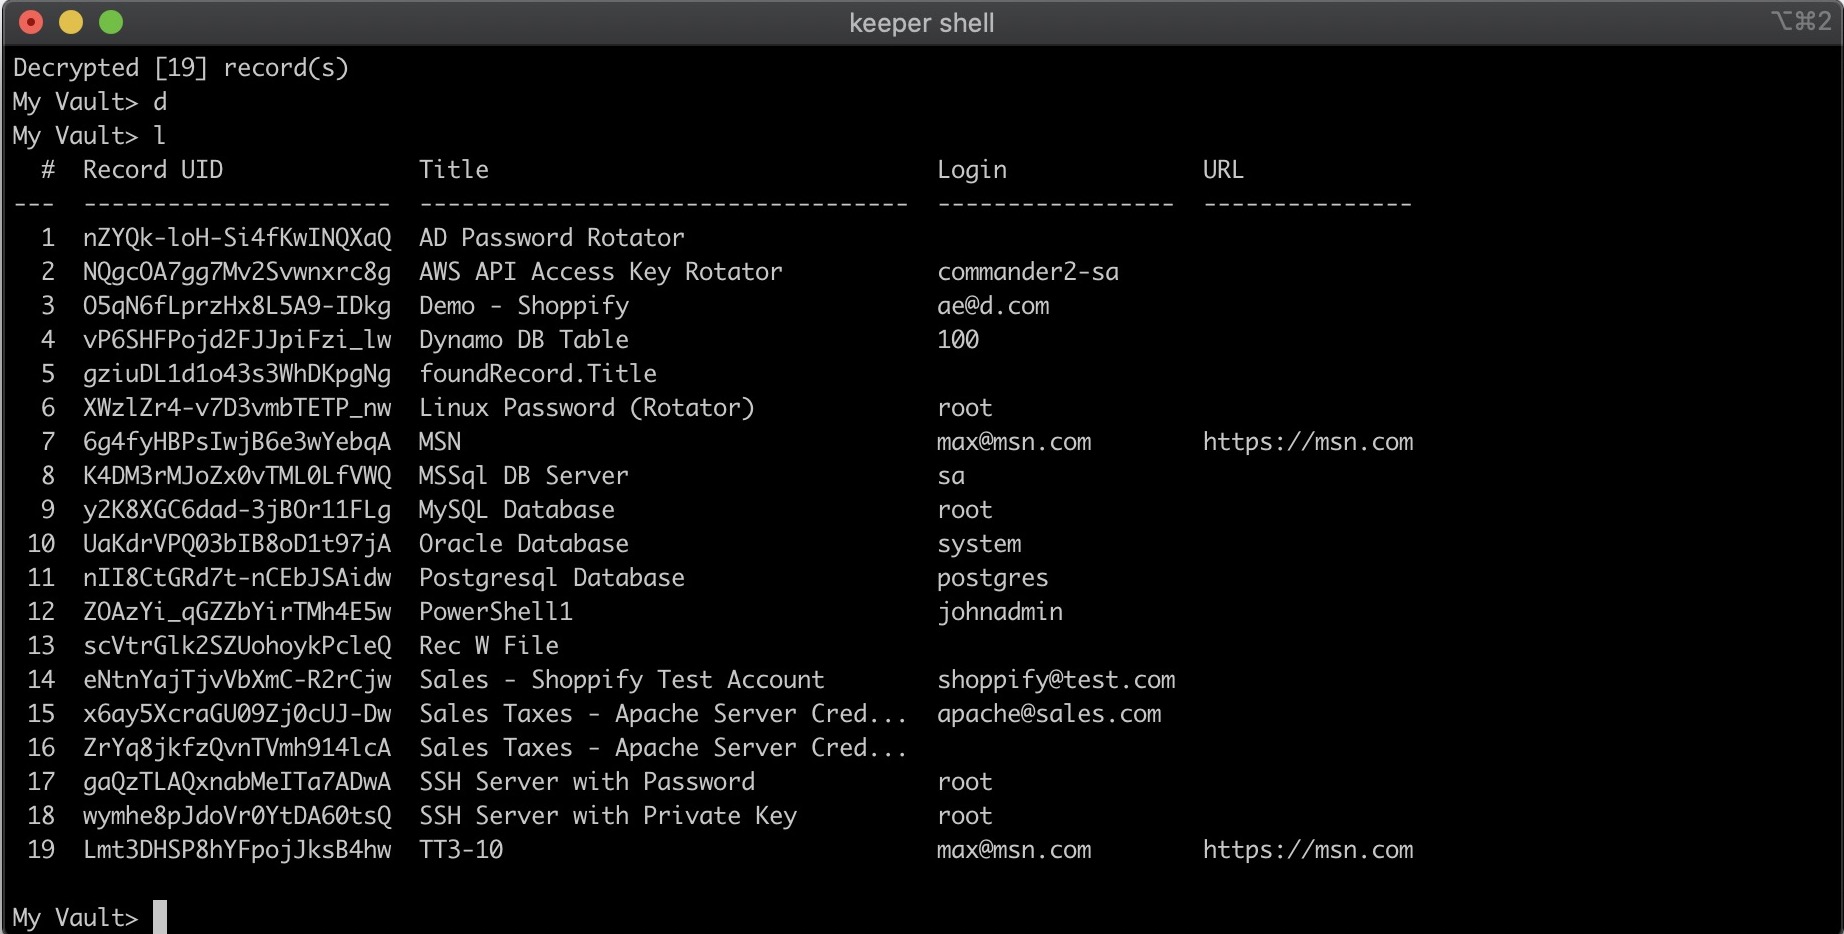 keeper shell ⌥⌘2
Decrypted [19] record(s)
My Vault> d
My Vault> l
  #  Record UID              Title                                Login              URL
---  ----------------------  -----------------------------------  -----------------  ---------------
  1  nZYQk-loH-Si4fKwINQXaQ  AD Password Rotator
  2  NQgcOA7gg7Mv2Svwnxrc8g  AWS API Access Key Rotator           commander2-sa
  3  O5qN6fLprzHx8L5A9-IDkg  Demo - Shoppify                      ae@d.com
  4  vP6SHFPojd2FJJpiFzi_lw  Dynamo DB Table                      100
  5  gziuDL1d1o43s3WhDKpgNg  foundRecord.Title
  6  XWzlZr4-v7D3vmbTETP_nw  Linux Password (Rotator)             root
  7  6g4fyHBPsIwjB6e3wYebqA  MSN                                  max@msn.com        https://msn.com
  8  K4DM3rMJoZx0vTML0LfVWQ  MSSql DB Server                      sa
  9  y2K8XGC6dad-3jBOr11FLg  MySQL Database                       root
 10  UaKdrVPQ03bIB8oD1t97jA  Oracle Database                      system
 11  nII8CtGRd7t-nCEbJSAidw  Postgresql Database                  postgres
 12  ZOAzYi_qGZZbYirTMh4E5w  PowerShell1                          johnadmin
 13  scVtrGlk2SZUohoykPcleQ  Rec W File
 14  eNtnYajTjvVbXmC-R2rCjw  Sales - Shoppify Test Account        shoppify@test.com
 15  x6ay5XcraGU09Zj0cUJ-Dw  Sales Taxes - Apache Server Cred...  apache@sales.com
 16  ZrYq8jkfzQvnTVmh914lcA  Sales Taxes - Apache Server Cred...
 17  gaQzTLAQxnabMeITa7ADwA  SSH Server with Password             root
 18  wymhe8pJdoVr0YtDA60tsQ  SSH Server with Private Key          root
 19  Lmt3DHSP8hYFpojJksB4hw  TT3-10                               max@msn.com        https://msn.com
My Vault>